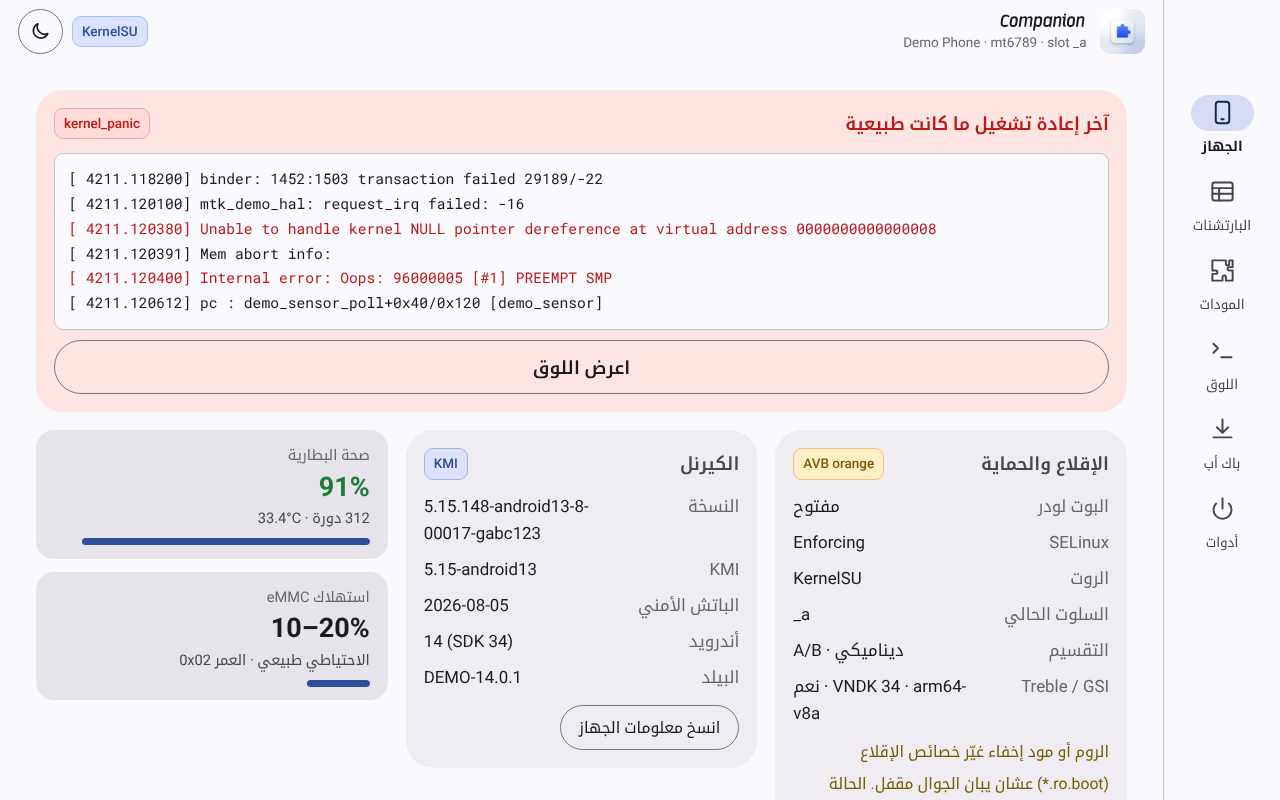 Companion
Demo Phone · mt6789 · slot _a
KernelSU
الجهاز
البارتشنات
المودات
اللوق
باك أب
أدوات
آخر إعادة تشغيل ما كانت طبيعية
kernel_panic
[ 4211.118200] binder: 1452:1503 transaction failed 29189/-22
[ 4211.120100] mtk_demo_hal: request_irq failed: -16
[ 4211.120380] Unable to handle kernel NULL pointer dereference at virtual address 0000000000000008
[ 4211.120391] Mem abort info:
[ 4211.120400] Internal error: Oops: 96000005 [#1] PREEMPT SMP
[ 4211.120612] pc : demo_sensor_poll+0x40/0x120 [demo_sensor]
اعرض اللوق
الإقلاع والحماية
AVB orange
البوت لودر مفتوح
SELinux Enforcing
الروت KernelSU
السلوت الحالي _a
التقسيم A/B · ديناميكي
Treble / GSI نعم · VNDK 34 · arm64-
v8a
الروم أو مود إخفاء غيّر خصائص الإقلاع
(ro.boot.*) عشان يبان الجوال مقفل. الحالة
الكيرنل
KMI
النسخة 5.15.148-android13-8-
00017-gabc123
KMI 5.15-android13
الباتش الأمني 2026-08-05
أندرويد 14 (SDK 34)
البيلد DEMO-14.0.1
انسخ معلومات الجهاز
صحة البطارية
91%
312 دورة · 33.4°C
استهلاك eMMC
10–20%
الاحتياطي طبيعي · العمر 0x02